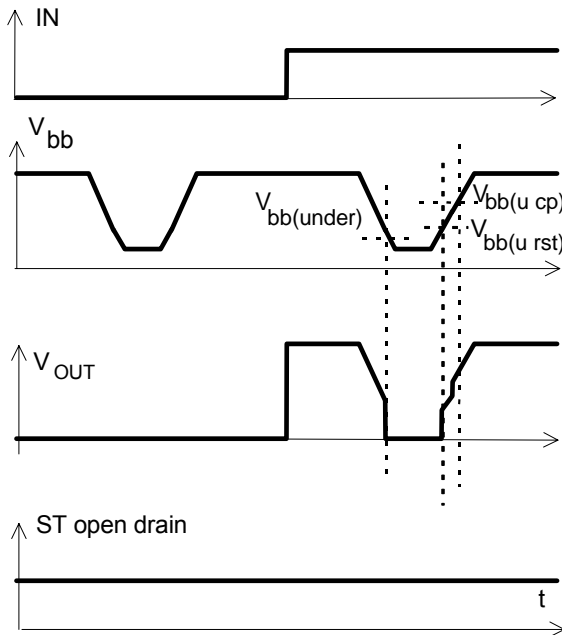 IN
V bb
V bb(under)
V bb(u cp)
V bb(u rst)
V OUT
ST open drain
t